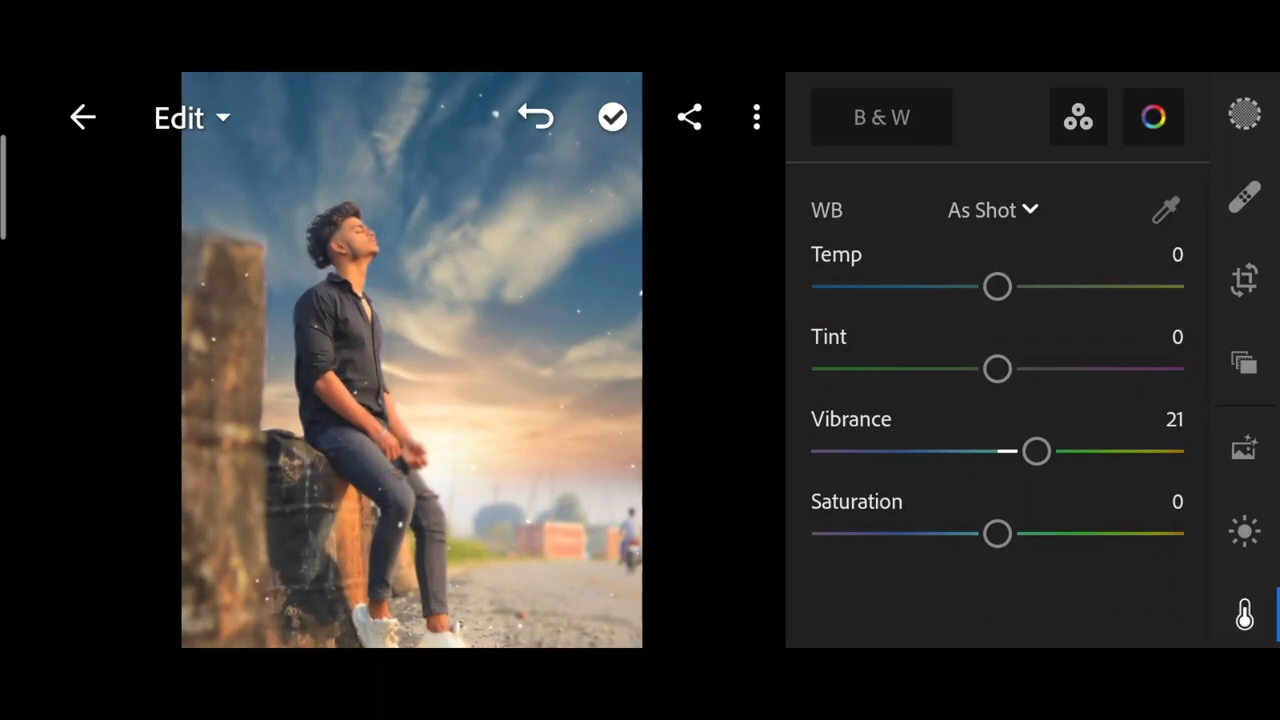 Edit
B & W
WB As Shot
Temp 0
Tint 0
Vibrance 21
Saturation 0